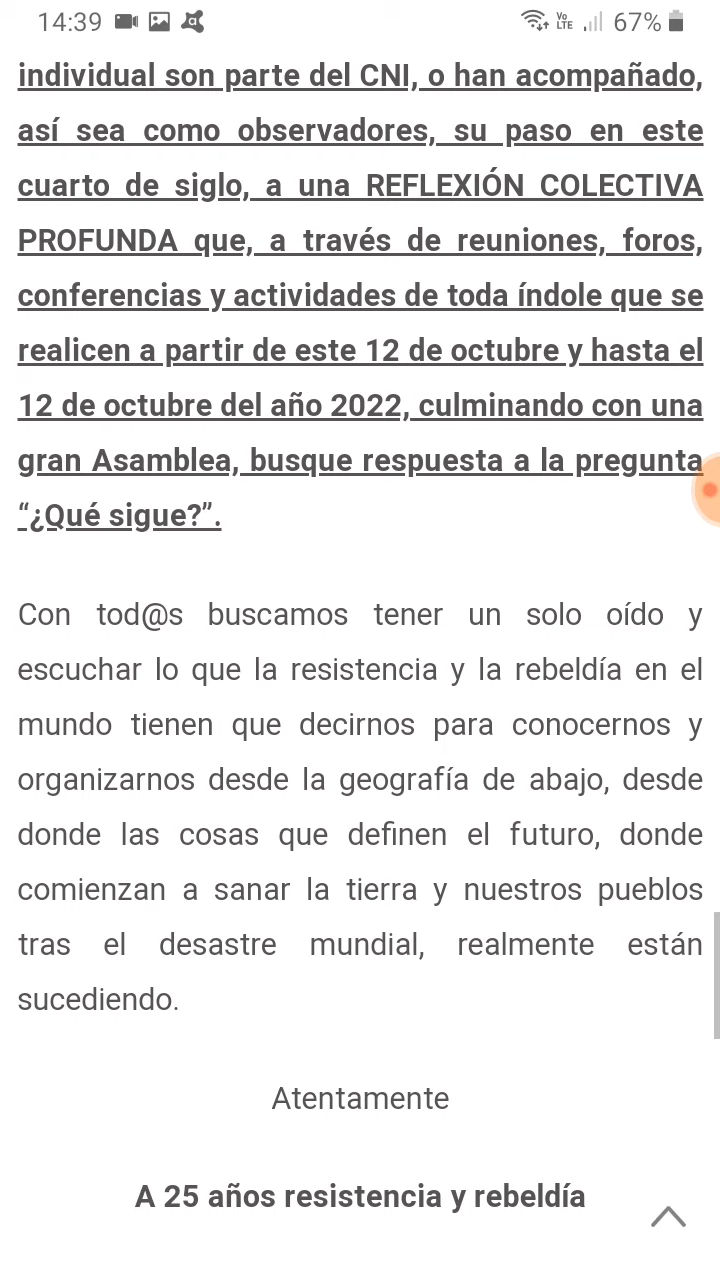 14:39
Vo LTE 67%
individual son parte del CNI, o han acompañado,
así sea como observadores, su paso en este
cuarto de siglo, a una REFLEXIÓN COLECTIVA
PROFUNDA que, a través de reuniones, foros,
conferencias y actividades de toda índole que se
realicen a partir de este 12 de octubre y hasta el
12 de octubre del año 2022, culminando con una
gran Asamblea, busque respuesta a la pregunta
“¿Qué sigue?”.
Con tod@s buscamos tener un solo oído y
escuchar lo que la resistencia y la rebeldía en el
mundo tienen que decirnos para conocernos y
organizarnos desde la geografía de abajo, desde
donde las cosas que definen el futuro, donde
comienzan a sanar la tierra y nuestros pueblos
tras el desastre mundial, realmente están
sucediendo.
Atentamente
A 25 años resistencia y rebeldía